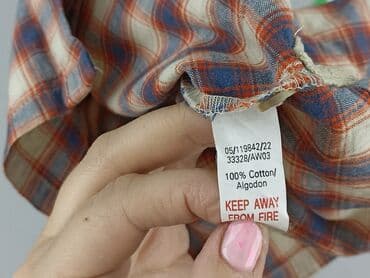 05/119842/22
33328/AW03
100% Cotton/
Algodon
KEEP AWAY
FROM FIRE